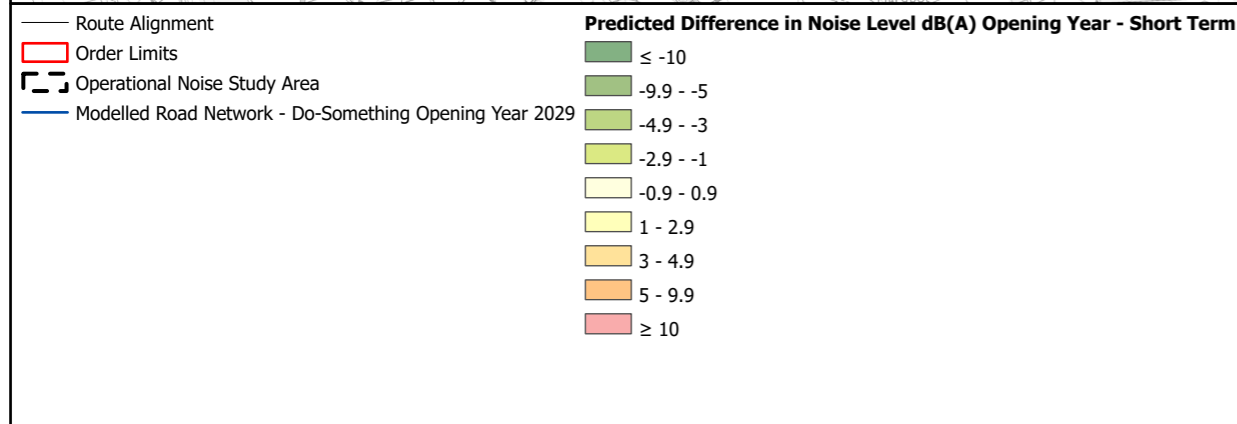 Route Alignment
Order Limits
Operational Noise Study Area
Modelled Road Network - Do-Something Opening Year 2029
Predicted Difference in Noise Level dB(A) Opening Year - Short Term
≤ -10
-9.9 - -5
-4.9 - -3
-2.9 - -1
-0.9 - 0.9
1 - 2.9
3 - 4.9
5 - 9.9
≥ 10